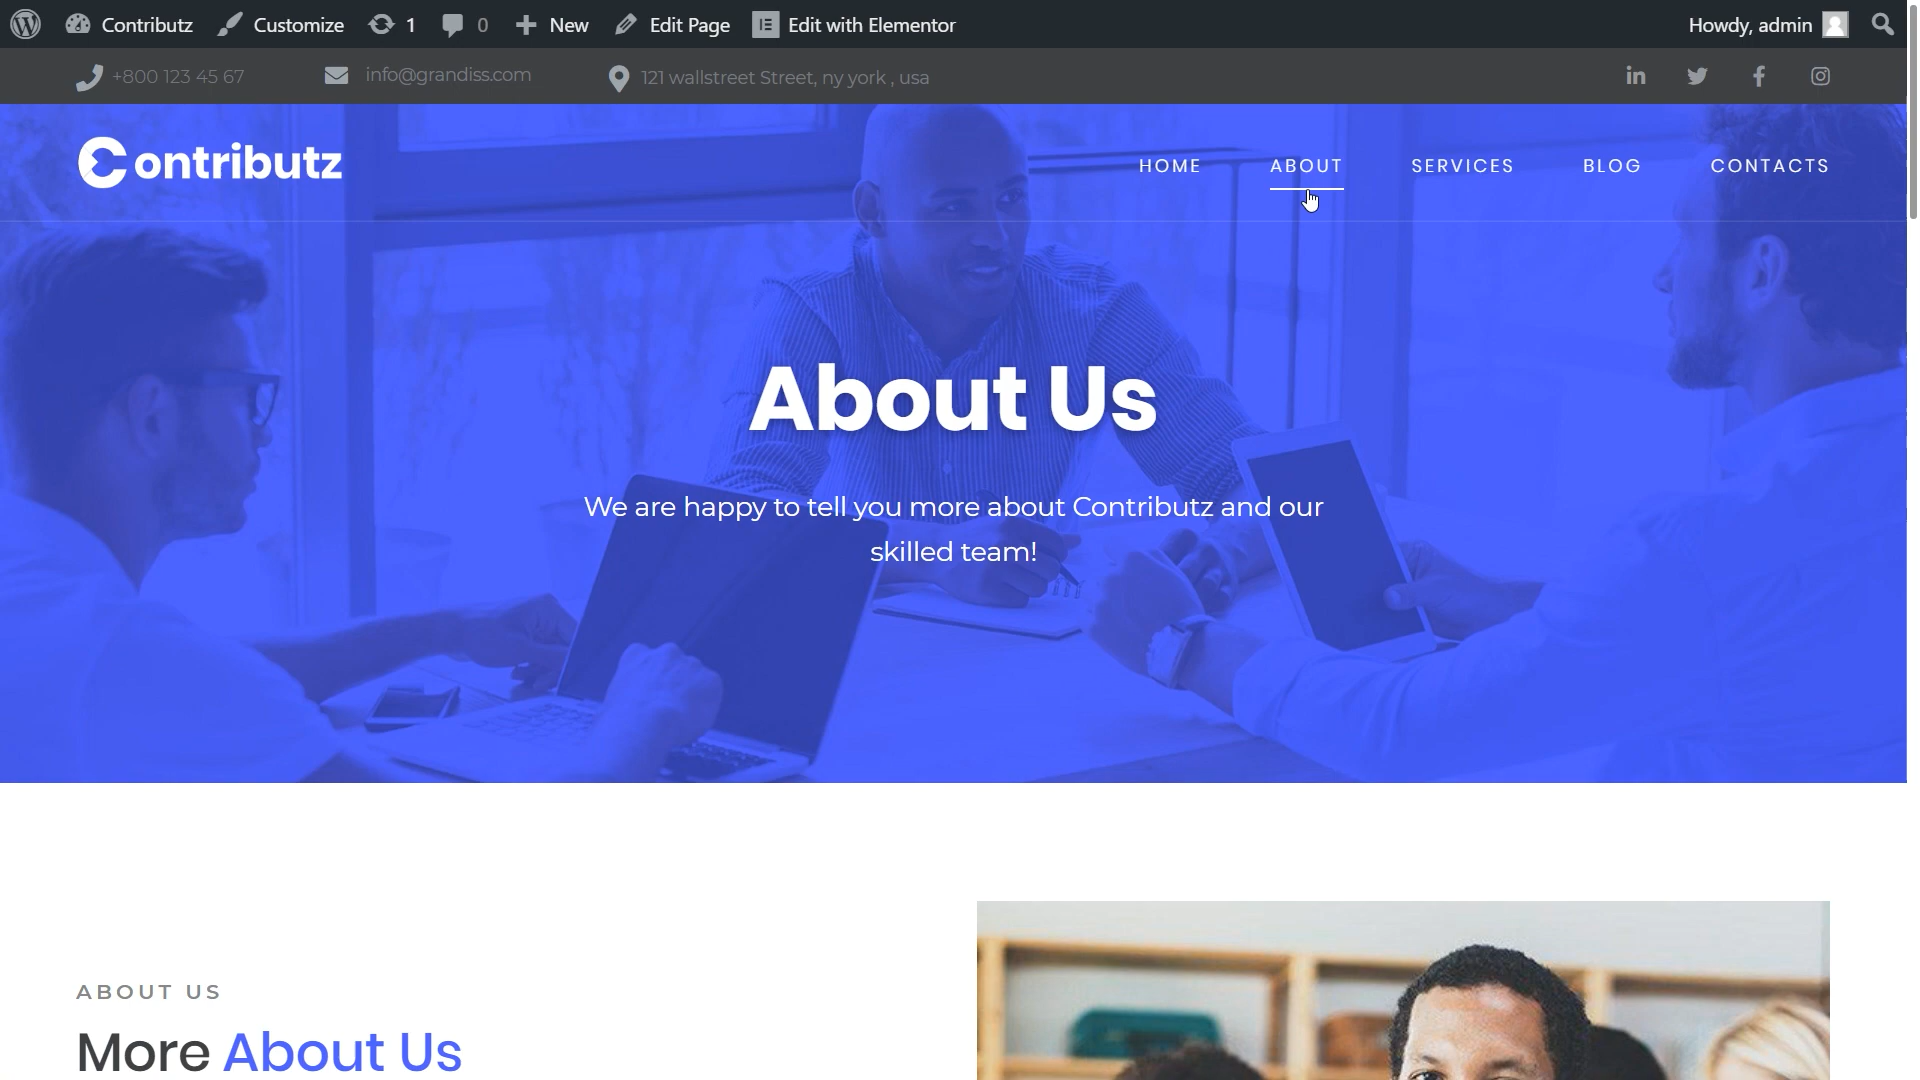 Contributz Customize 1 0 New Edit Page Edit with Elementor Howdy, admin
+800 123 45 67 info@grandiss.com 121 wallstreet Street, ny york , usa
Contributz HOME ABOUT SERVICES BLOG CONTACTS
About Us
We are happy to tell you more about Contributz and our
skilled team!
ABOUT US
More About Us